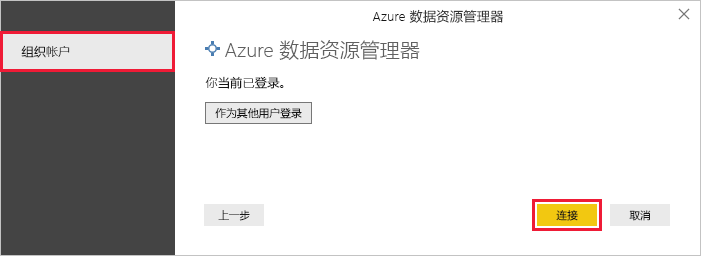 Azure 数据资源管理器
组织帐户
Azure 数据资源管理器
你当前已登录。
作为其他用户登录
上一步
连接
取消